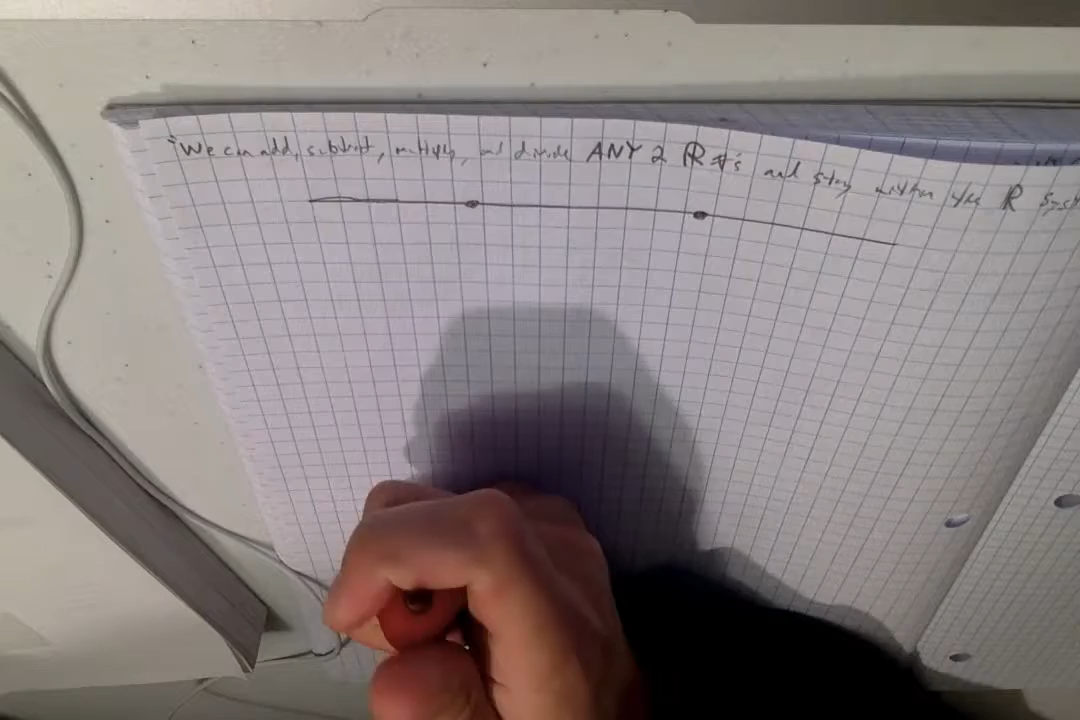 "We can add, subtract, multiply, and divide ANY 2 ℝ #'s and stay within the ℝ